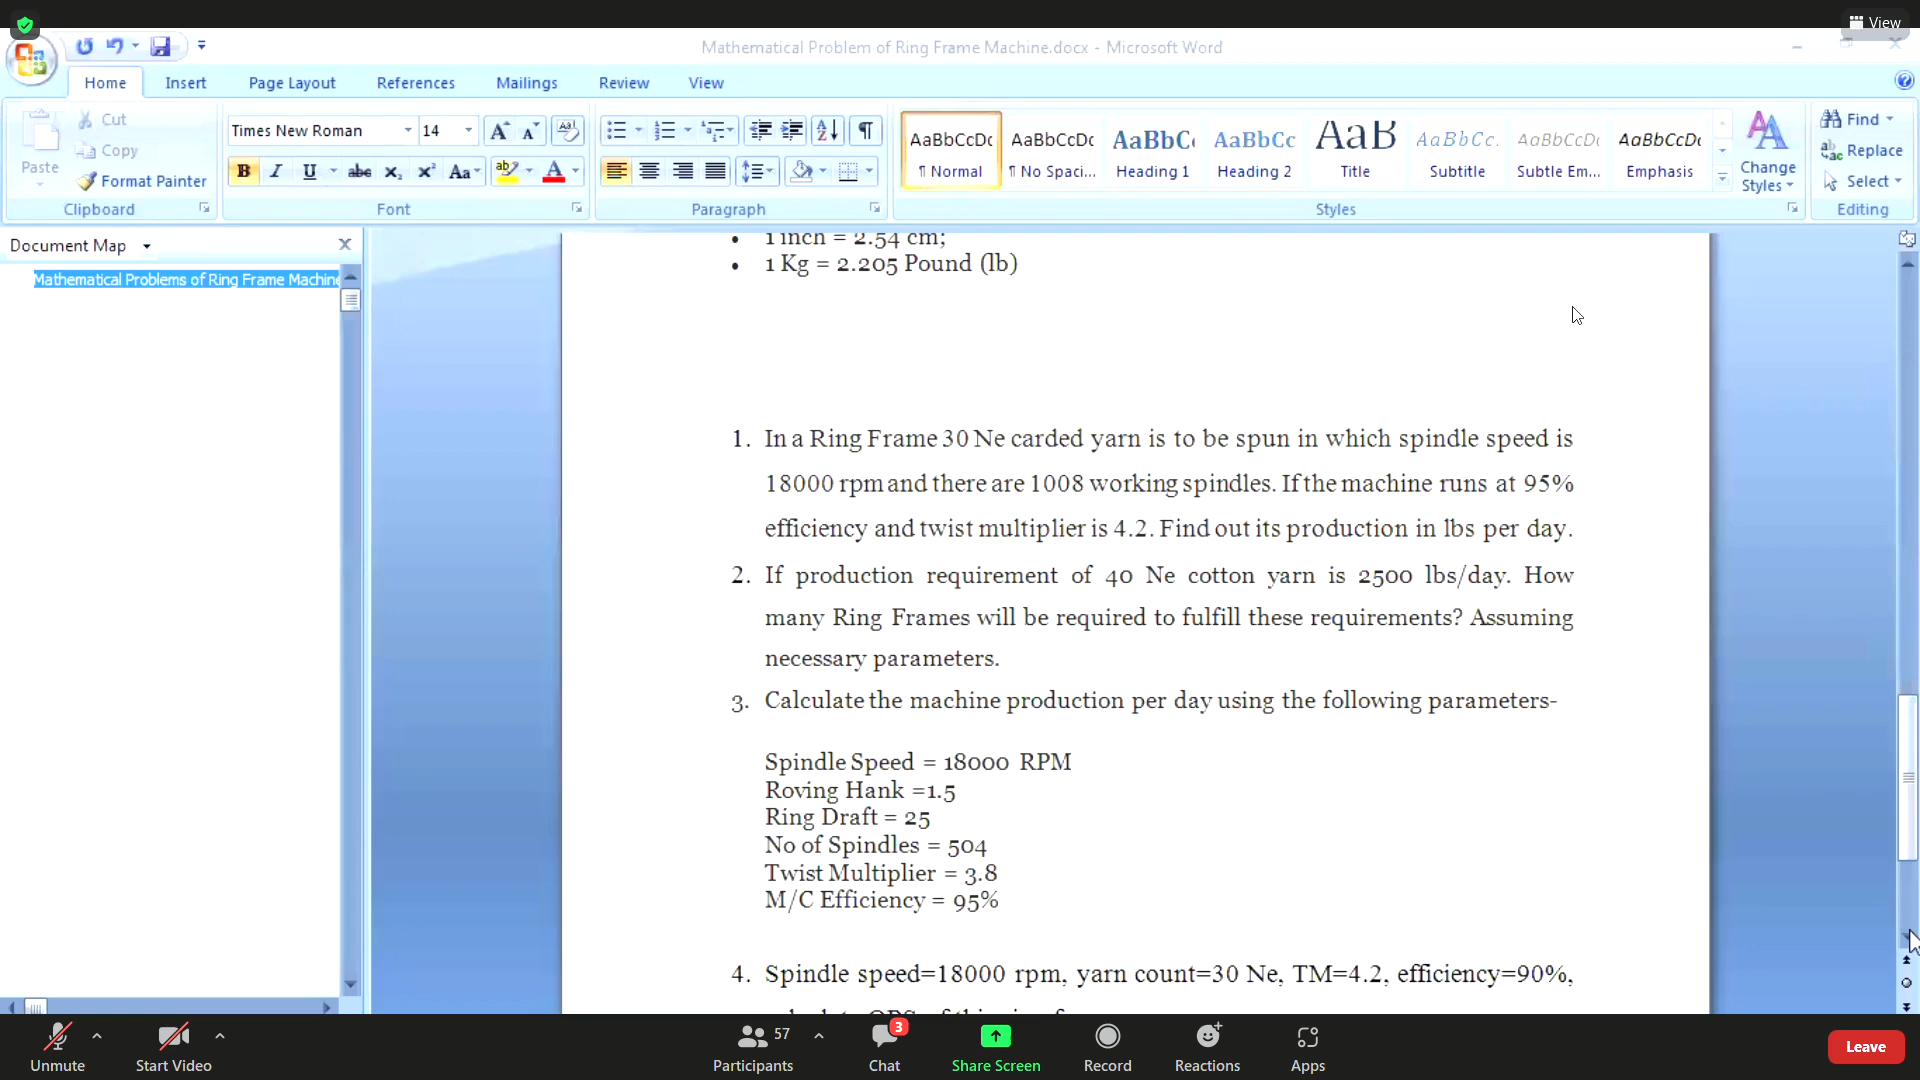 View
Mathematical Problem of Ring Frame Machine.docx - Microsoft Word
Home Insert Page Layout References Mailings Review View
Paste
Cut
Copy
Format Painter
Clipboard
Times New Roman 14
Font
Paragraph
AaBbCcDc AaBbCcDc AaBbC AaBbCc AaB AaBbCc. AaBbCcDc AaBbCcDc
¶ Normal ¶ No Spaci... Heading 1 Heading 2 Title Subtitle Subtle Em... Emphasis
Change Styles
Styles
Find
Replace
Select
Editing
Document Map
Mathematical Problems of Ring Frame Machine
• 1 inch = 2.54 cm;
• 1 Kg = 2.205 Pound (lb)
1. In a Ring Frame 30 Ne carded yarn is to be spun in which spindle speed is
18000 rpm and there are 1008 working spindles. If the machine runs at 95%
efficiency and twist multiplier is 4.2. Find out its production in lbs per day.
2. If production requirement of 40 Ne cotton yarn is 2500 lbs/day. How
many Ring Frames will be required to fulfill these requirements? Assuming
necessary parameters.
3. Calculate the machine production per day using the following parameters-
Spindle Speed = 18000 RPM
Roving Hank =1.5
Ring Draft = 25
No of Spindles = 504
Twist Multiplier = 3.8
M/C Efficiency = 95%
4. Spindle speed=18000 rpm, yarn count=30 Ne, TM=4.2, efficiency=90%,
57
3
Unmute Start Video Participants Chat Share Screen Record Reactions Apps
Leave